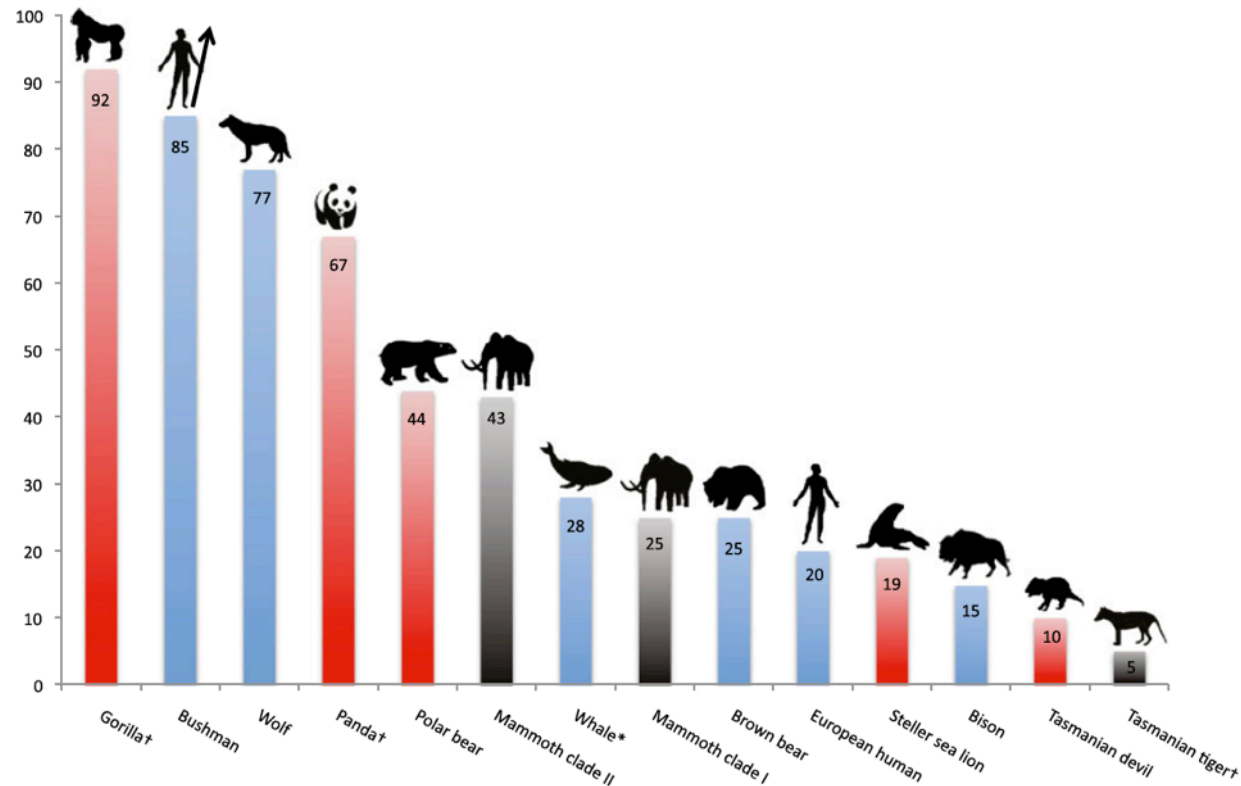 100
90
80
70
60
50
40
30
20
10
0
92
85
77
67
44
43
28
25
25
20
19
15
10
5
Gorilla†
Bushman
Wolf
Panda†
Polar bear
Mammoth clade II
Whale*
Mammoth clade I
Brown bear
European human
Steller sea lion
Bison
Tasmanian devil
Tasmanian tiger†